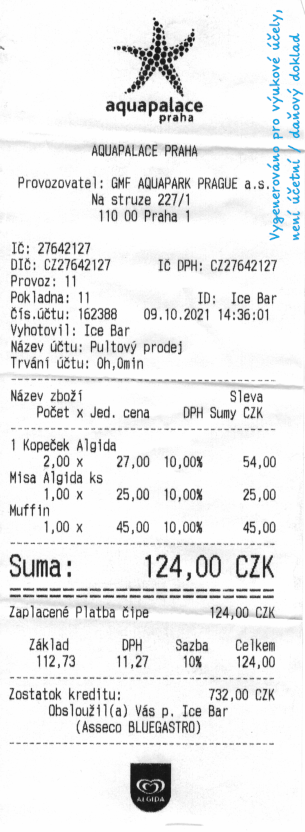 Vygenerováno pro výukové účely,
není účetní / daňový doklad
aquapalace
praha
AQUAPALACE PRAHA
Provozovatel: GMF AQUAPARK PRAGUE a.s.
Na struze 227/1
110 00 Praha 1
IČ: 27642127
DIČ: CZ27642127 IČ DPH: CZ27642127
Provoz: 11
Pokladna: 11 ID: Ice Bar
Čís.účtu: 162388 09.10.2021 14:36:01
Vyhotovil: Ice Bar
Název účtu: Pultový prodej
Trvání účtu: 0h,0min
Název zboží Sleva
Počet x Jed. cena DPH Sumy CZK
1 Kopeček Algida
2,00 x 27,00 10,00% 54,00
Misa Algida ks
1,00 x 25,00 10,00% 25,00
Muffin
1,00 x 45,00 10,00% 45,00
Suma: 124,00 CZK
Zaplacené Platba čipe 124,00 CZK
Základ DPH Sazba Celkem
112,73 11,27 10% 124,00
Zostatok kreditu: 732,00 CZK
Obsloužil(a) Vás p. Ice Bar
(Asseco BLUEGASTRO)
ALGIDA